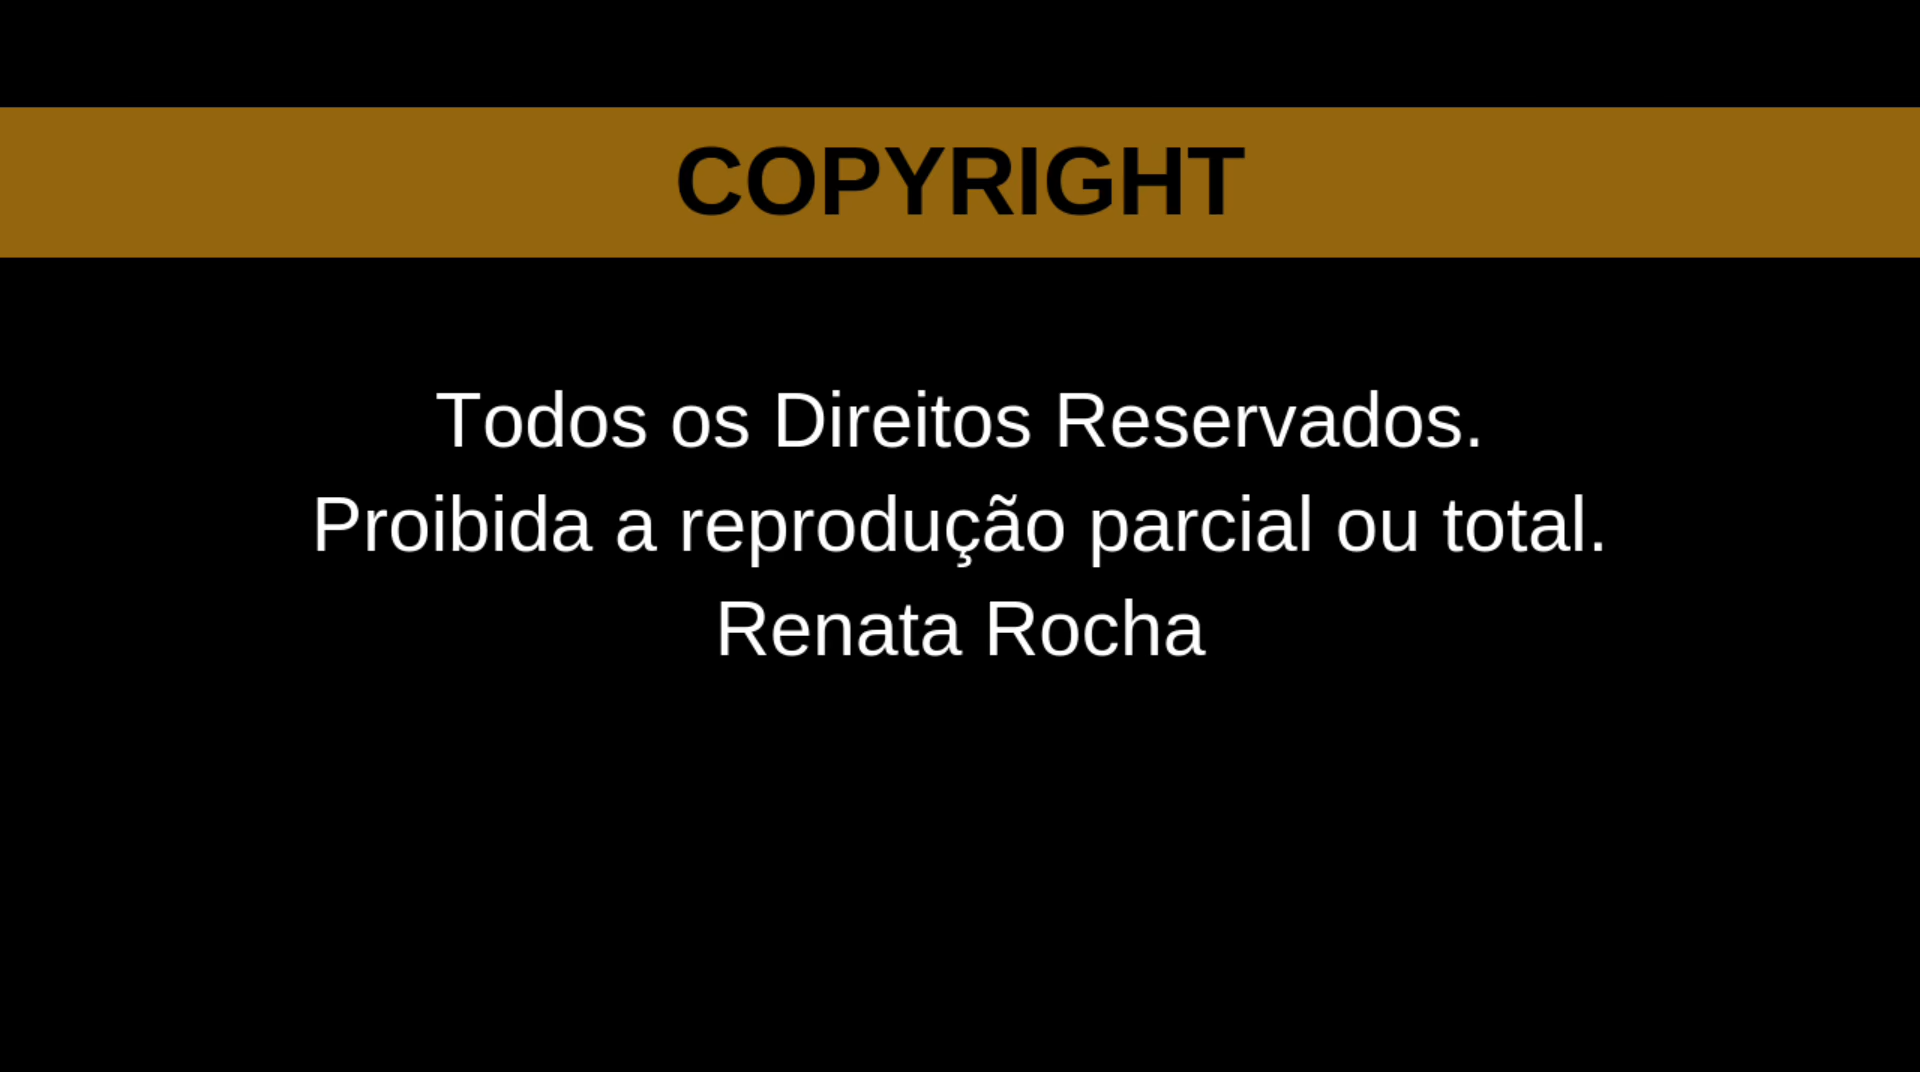 COPYRIGHT
Todos os Direitos Reservados.
Proibida a reprodução parcial ou total.
Renata Rocha